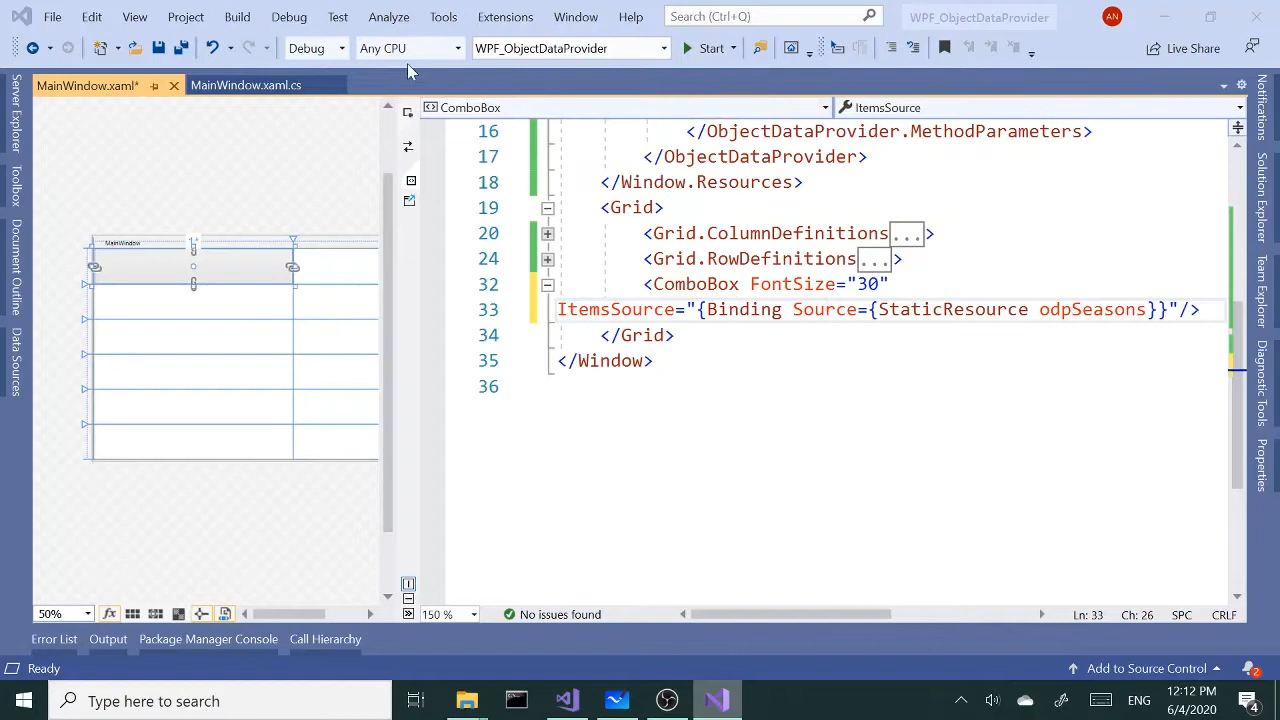 File Edit View Project Build Debug Test Analyze Tools Extensions Window Help Search (Ctrl+Q) WPF_ObjectDataProvider AN
Debug Any CPU WPF_ObjectDataProvider Start Live Share
MainWindow.xaml* MainWindow.xaml.cs
ComboBox ItemsSource
16 </ObjectDataProvider.MethodParameters>
17 </ObjectDataProvider>
18 </Window.Resources>
19 <Grid>
20 <Grid.ColumnDefinitions...>
24 <Grid.RowDefinitions...>
32 <ComboBox FontSize="30"
33 ItemsSource="{Binding Source={StaticResource odpSeasons}}"/>
34 </Grid>
35 </Window>
36
MainWindow
Server Explorer
Toolbox
Document Outline
Data Sources
Notifications
Solution Explorer
Team Explorer
Diagnostic Tools
Properties
50% fx 150 % No issues found Ln: 33 Ch: 26 SPC CRLF
Error List Output Package Manager Console Call Hierarchy
Ready Add to Source Control 2
Type here to search ENG 12:12 PM
6/4/2020 4